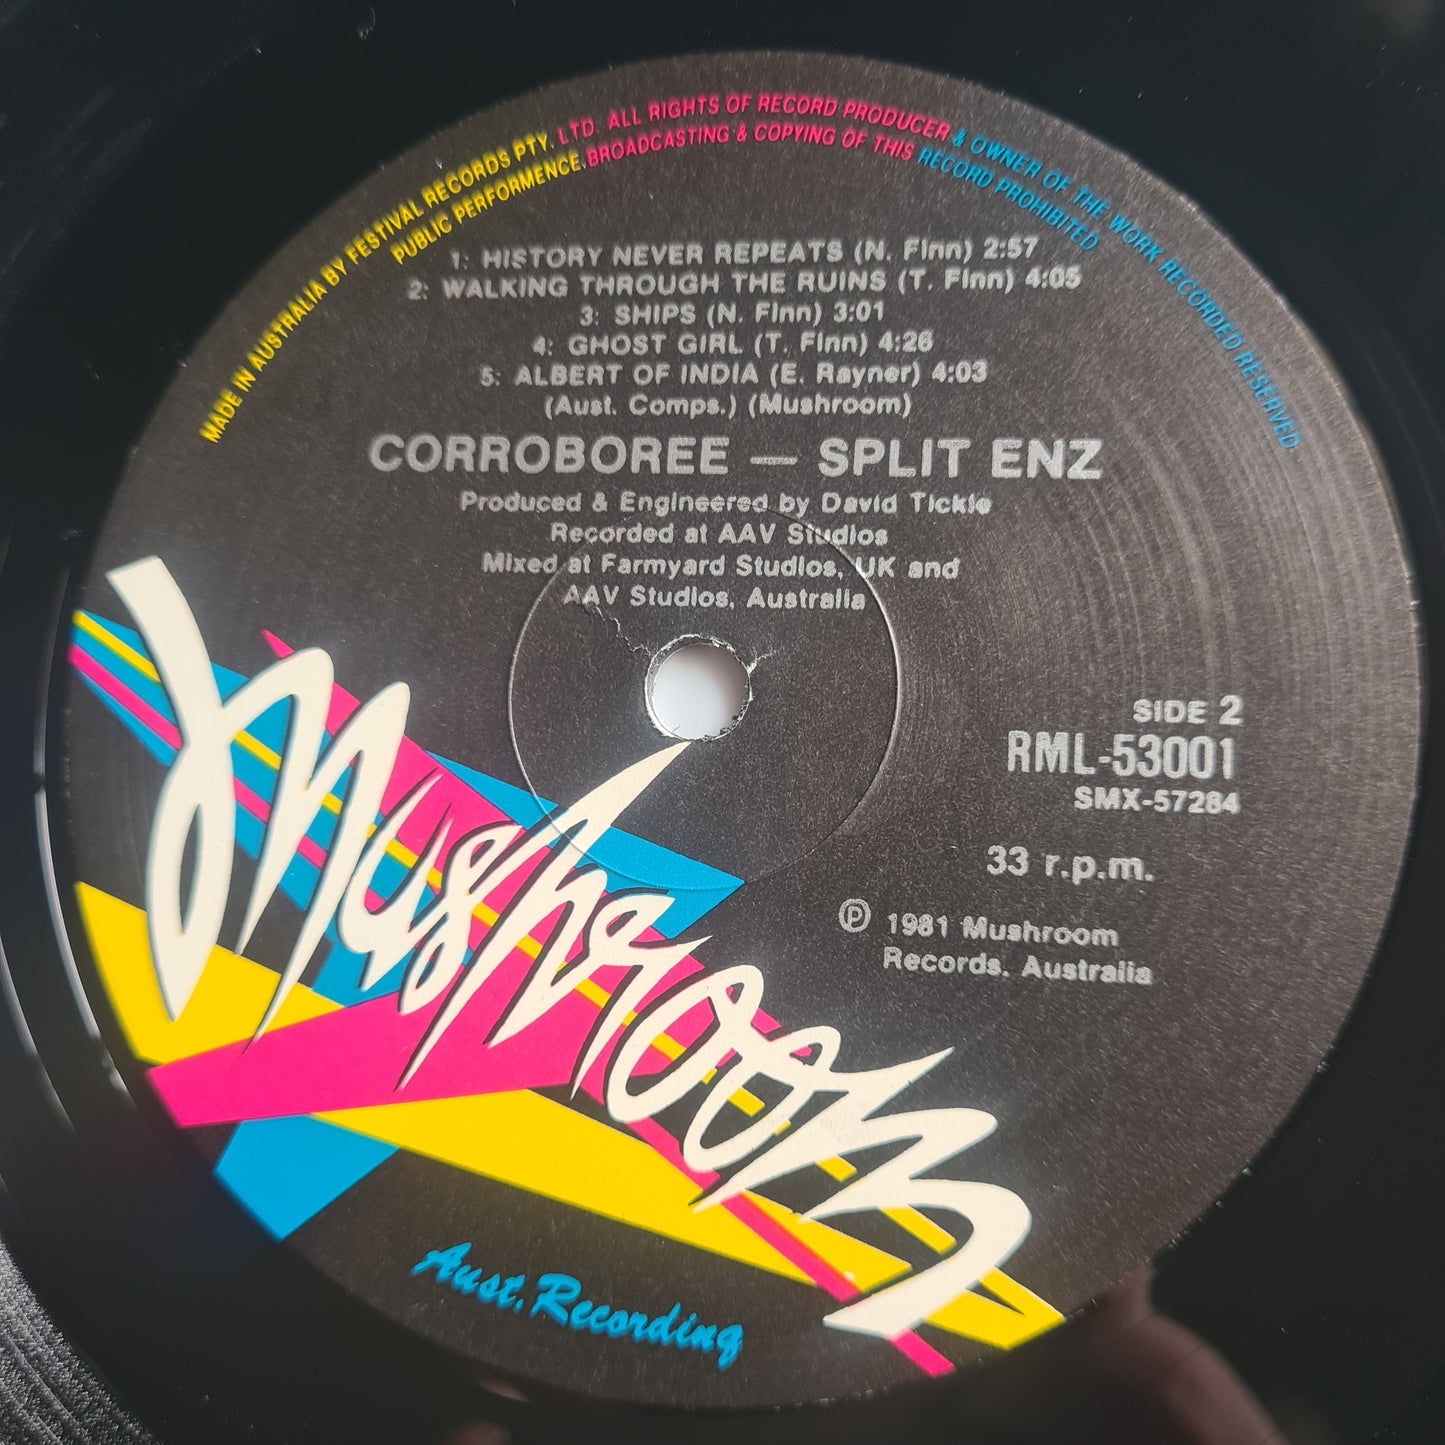 MADE IN AUSTRALIA BY FESTIVAL RECORDS PTY. LTD. ALL RIGHTS OF RECORD PRODUCER & OWNER OF THE WORK RECORDED RESERVED
PUBLIC PERFORMENCE. BROADCASTING & COPYING OF THIS RECORD PROHIBITED
1: HISTORY NEVER REPEATS (N. Finn) 2:57
2: WALKING THROUGH THE RUINS (T. Finn) 4:05
3: SHIPS (N. Finn) 3:01
4: GHOST GIRL (T. Finn) 4:26
5: ALBERT OF INDIA (E. Rayner) 4:03
(Aust. Comps.) (Mushroom)
CORROBOREE — SPLIT ENZ
Produced & Engineered by David Tickle
Recorded at AAV Studios
Mixed at Farmyard Studios, UK and
AAV Studios, Australia
SIDE 2
RML-53001
SMX-57284
33 r.p.m.
℗ 1981 Mushroom
Records. Australia
Mushroom
Aust. Recording